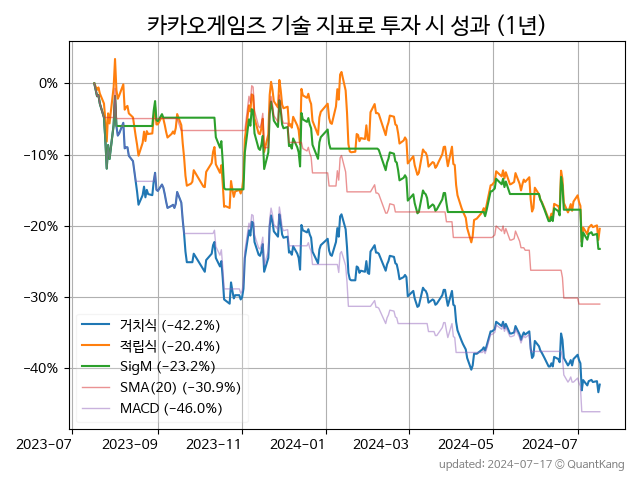 카카오게임즈 기술 지표로 투자 시 성과 (1년)
0%
−10%
−20%
−30%
−40%
거치식 (−42.2%)
적립식 (−20.4%)
SigM (−23.2%)
SMA(20) (−30.9%)
MACD (−46.0%)
2023−07 2023−09 2023−11 2024−01 2024−03 2024−05 2024−07
updated: 2024-07-17 © QuantKang